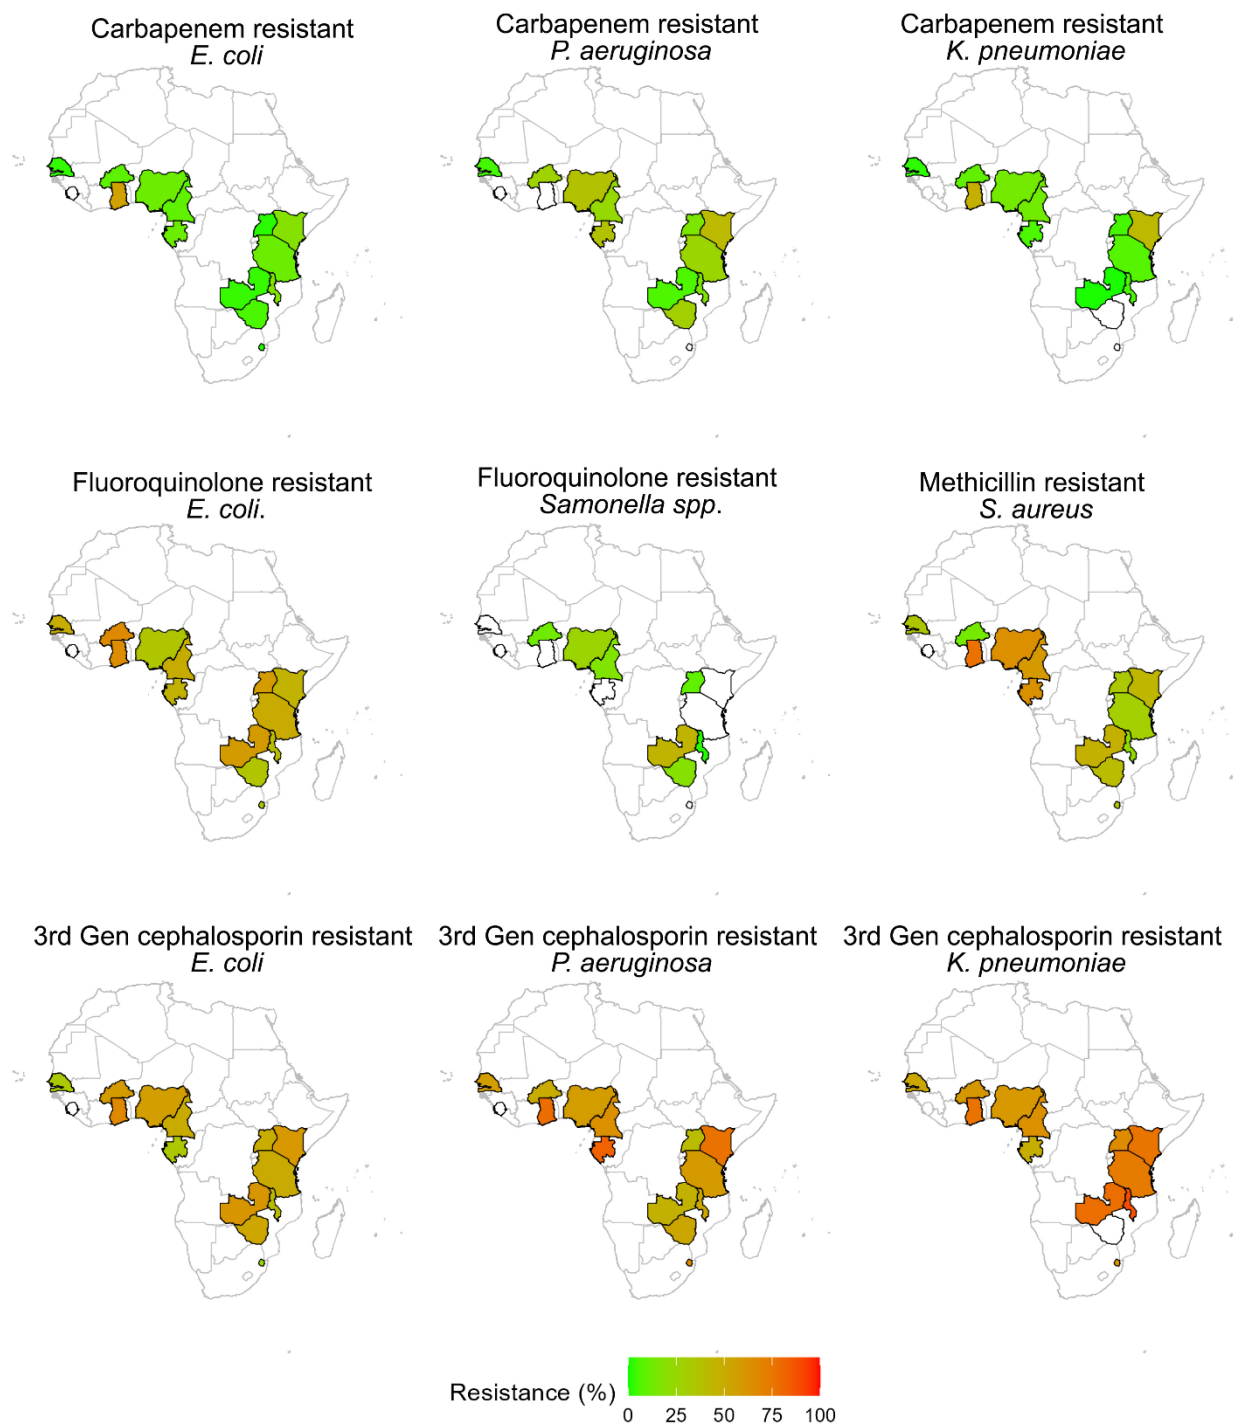 Carbapenem resistant
E. coli
Carbapenem resistant
P. aeruginosa
Carbapenem resistant
K. pneumoniae
Fluoroquinolone resistant
E. coli.
Fluoroquinolone resistant
Samonella spp.
Methicillin resistant
S. aureus
3rd Gen cephalosporin resistant
E. coli
3rd Gen cephalosporin resistant
P. aeruginosa
3rd Gen cephalosporin resistant
K. pneumoniae
Resistance (%)
0 25 50 75 100